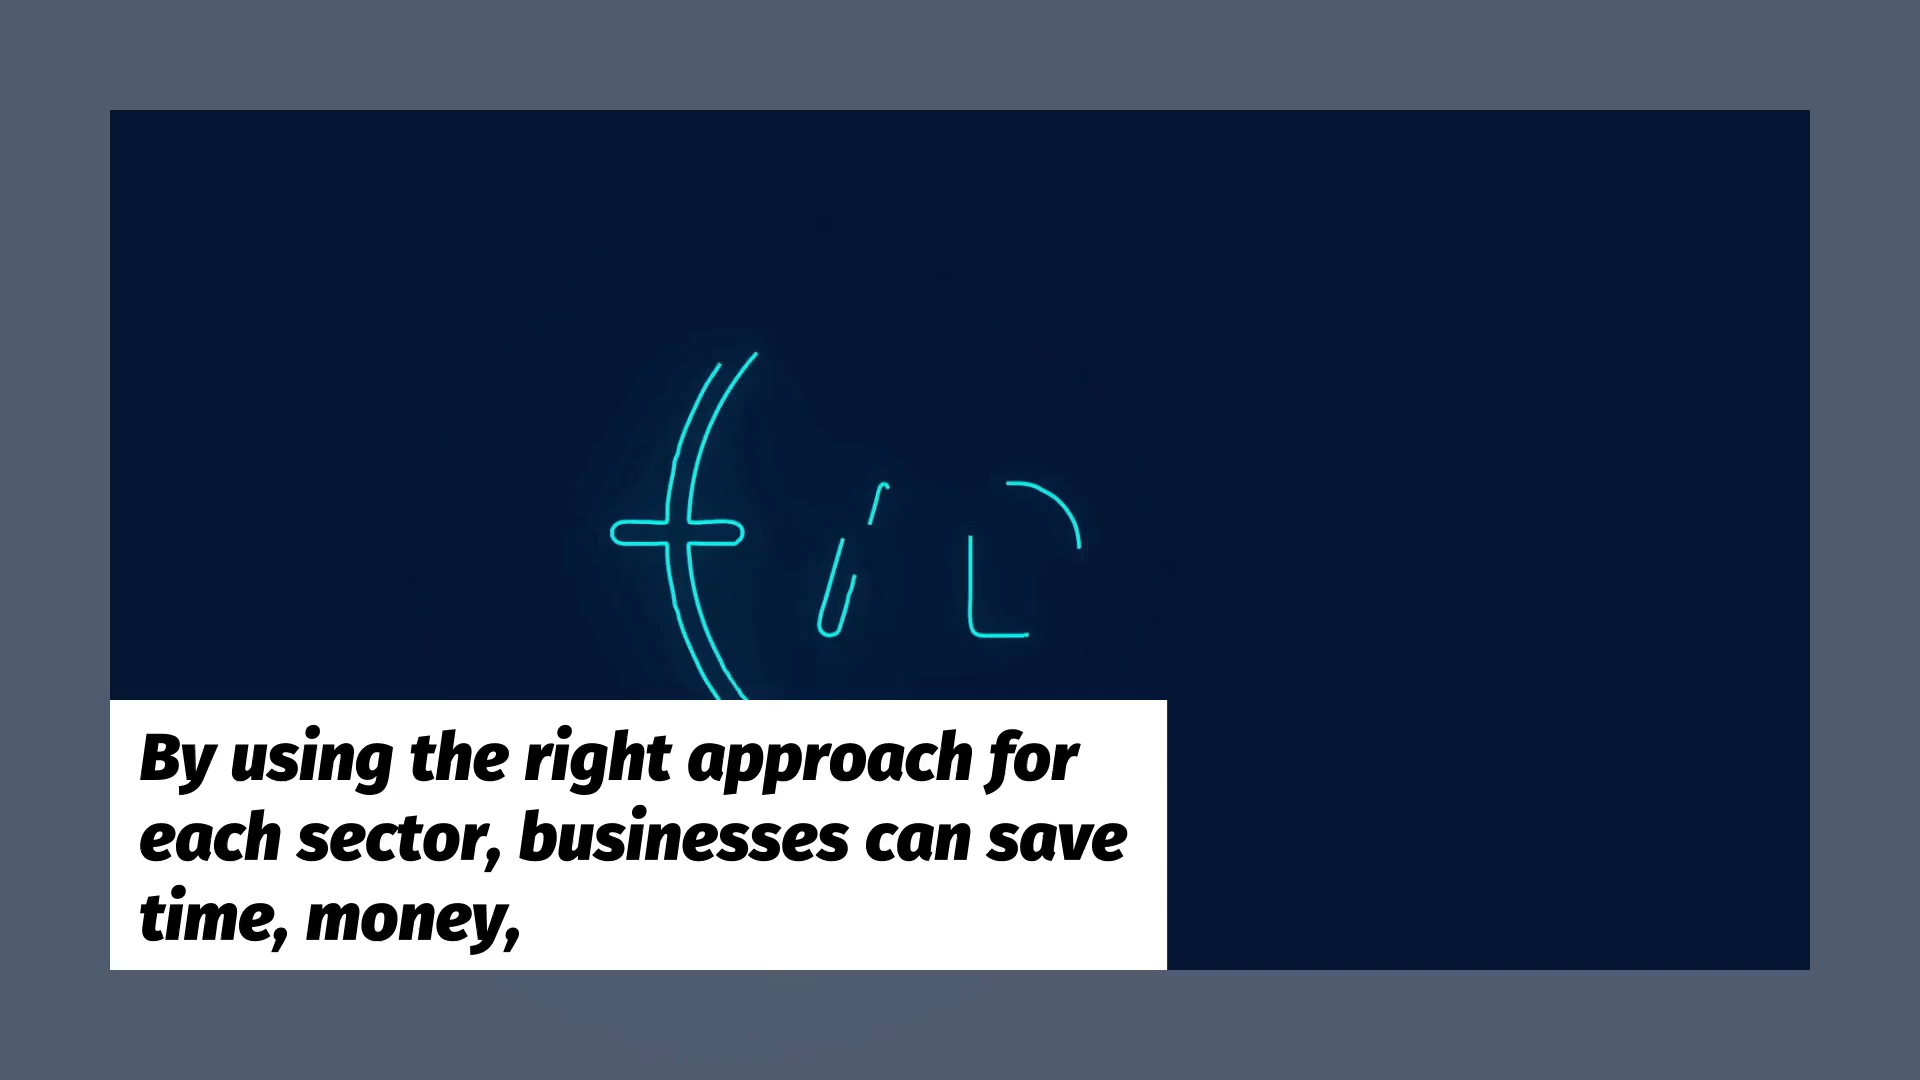 By using the right approach for
each sector, businesses can save
time, money,